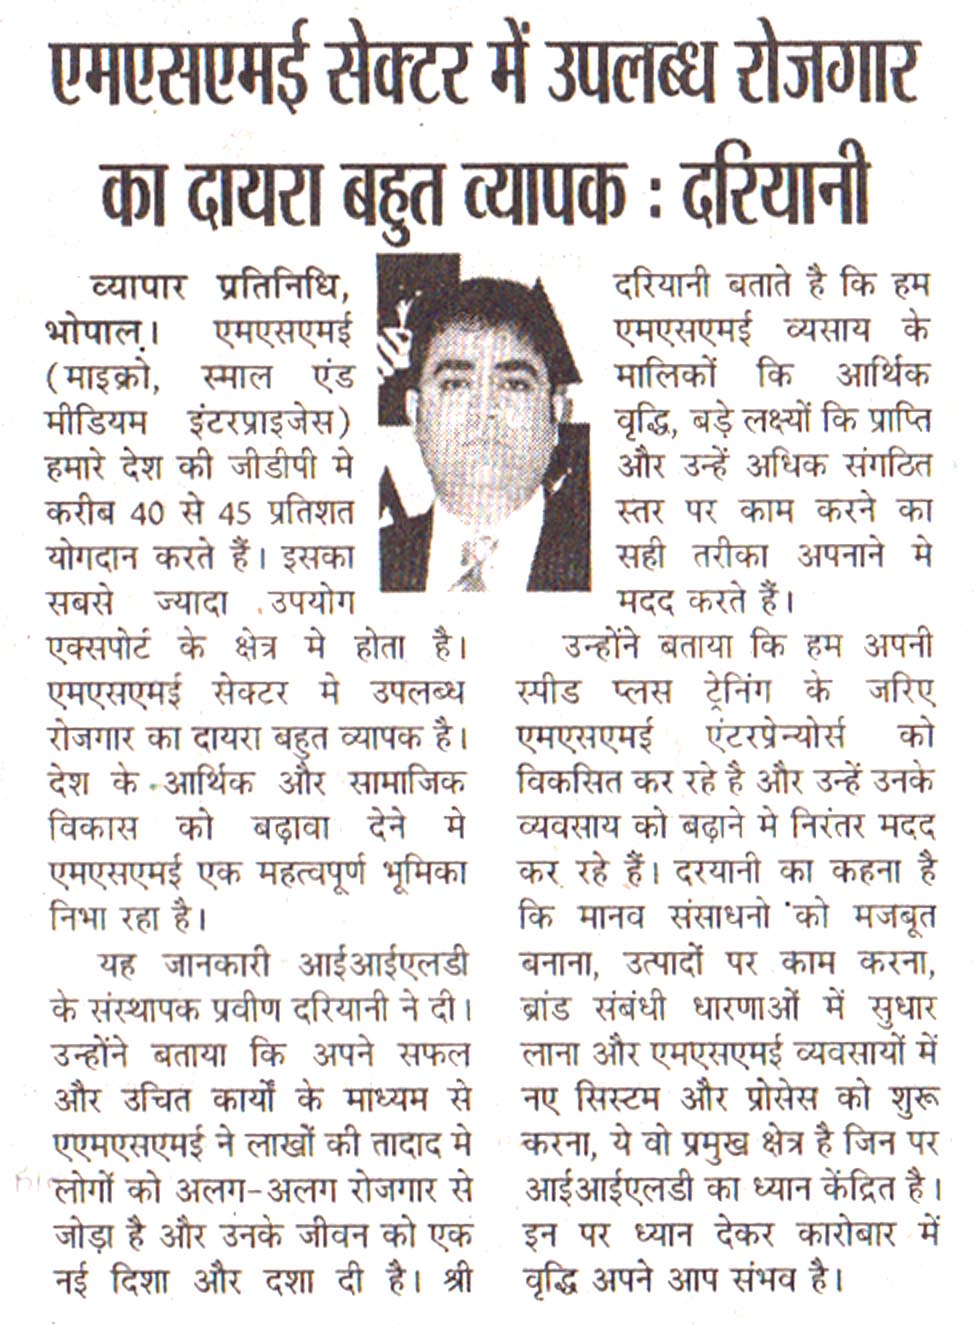 एमएसएमई सेक्टर में उपलब्ध रोजगार
का दायरा बहुत व्यापक : दरियानी
व्यापार प्रतिनिधि,
भोपाल। एमएसएमई
(माइक्रो, स्माल एंड
मीडियम इंटरप्राइजेस)
हमारे देश की जीडीपी मे
करीब 40 से 45 प्रतिशत
योगदान करते हैं। इसका
सबसे ज्यादा उपयोग
एक्सपोर्ट के क्षेत्र मे होता है।
एमएसएमई सेक्टर मे उपलब्ध
रोजगार का दायरा बहुत व्यापक है।
देश के आर्थिक और सामाजिक
विकास को बढ़ावा देने मे
एमएसएमई एक महत्वपूर्ण भूमिका
निभा रहा है।
यह जानकारी आईआईएलडी
के संस्थापक प्रवीण दरियानी ने दी।
उन्होंने बताया कि अपने सफल
और उचित कार्यों के माध्यम से
एएमएसएमई ने लाखों की तादाद मे
लोगों को अलग-अलग रोजगार से
जोड़ा है और उनके जीवन को एक
नई दिशा और दशा दी है। श्री
दरियानी बताते है कि हम
एमएसएमई व्यसाय के
मालिकों कि आर्थिक
वृद्धि, बड़े लक्ष्यों कि प्राप्ति
और उन्हें अधिक संगठित
स्तर पर काम करने का
सही तरीका अपनाने मे
मदद करते हैं।
उन्होंने बताया कि हम अपनी
स्पीड प्लस ट्रेनिंग के जरिए
एमएसएमई एंटरप्रेन्योर्स को
विकसित कर रहे है और उन्हें उनके
व्यवसाय को बढ़ाने मे निरंतर मदद
कर रहे हैं। दरयानी का कहना है
कि मानव संसाधनो को मजबूत
बनाना, उत्पादों पर काम करना,
ब्रांड संबंधी धारणाओं में सुधार
लाना और एमएसएमई व्यवसायों में
नए सिस्टम और प्रोसेस को शुरू
करना, ये वो प्रमुख क्षेत्र है जिन पर
आईआईएलडी का ध्यान केंद्रित है।
इन पर ध्यान देकर कारोबार में
वृद्धि अपने आप संभव है।